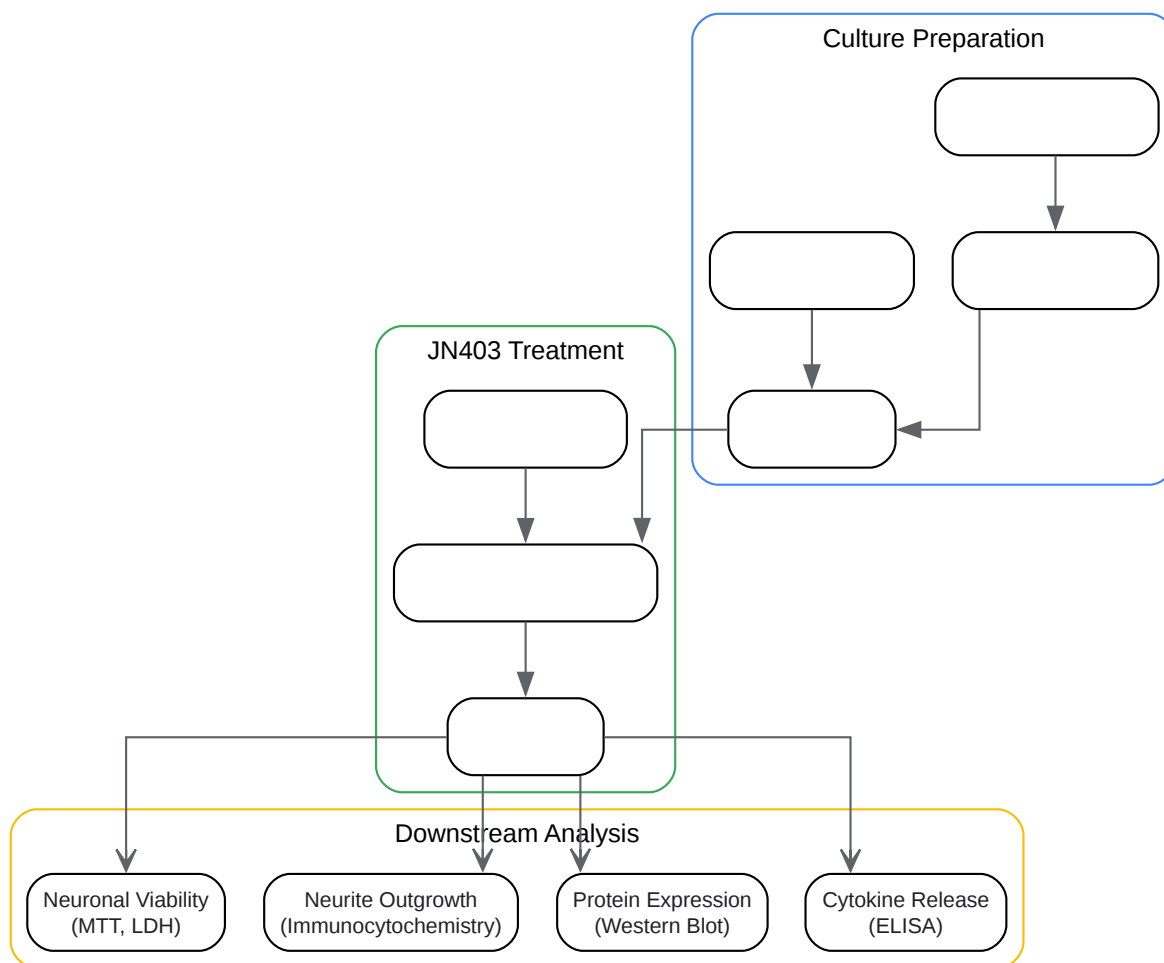 Culture Preparation
JN403 Treatment
Downstream Analysis
Neuronal Viability
(MTT, LDH)
Neurite Outgrowth
(Immunocytochemistry)
Protein Expression
(Western Blot)
Cytokine Release
(ELISA)